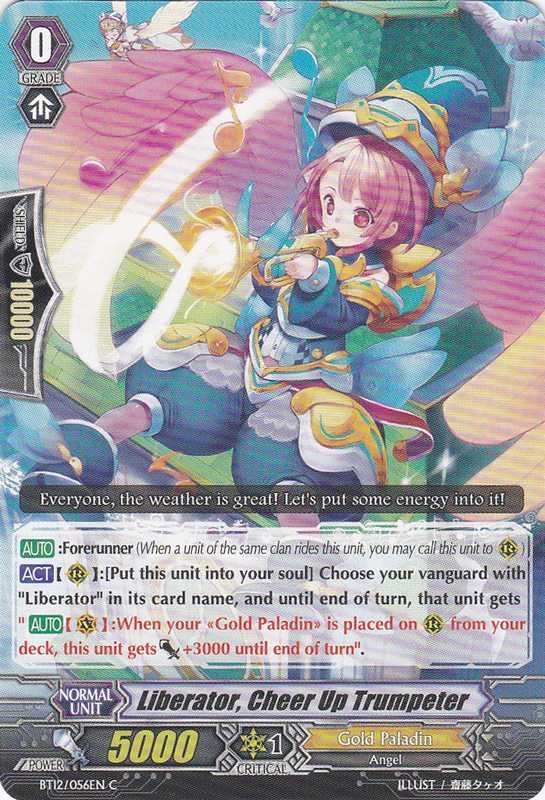 0
GRADE
SHIELD
10000
Everyone, the weather is great! Let's put some energy into it!
AUTO:Forerunner (When a unit of the same clan rides this unit, you may call this unit to R)
ACT【R】:[Put this unit into your soul] Choose your vanguard with
"Liberator" in its card name, and until end of turn, that unit gets
"AUTO【V】:When your «Gold Paladin» is placed on R from your
deck, this unit gets +3000 until end of turn".
NORMAL UNIT
Liberator, Cheer Up Trumpeter
POWER
5000
1
CRITICAL
Gold Paladin
Angel
BT12/056EN C
ILLUST / 齋藤タケオ